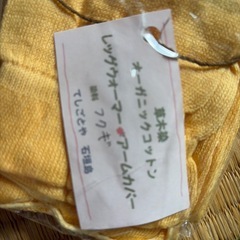 草木染
オーガニックコットン
レッグウォーマー♥アームカバー
染料 フクギ
てしごとや 石垣島